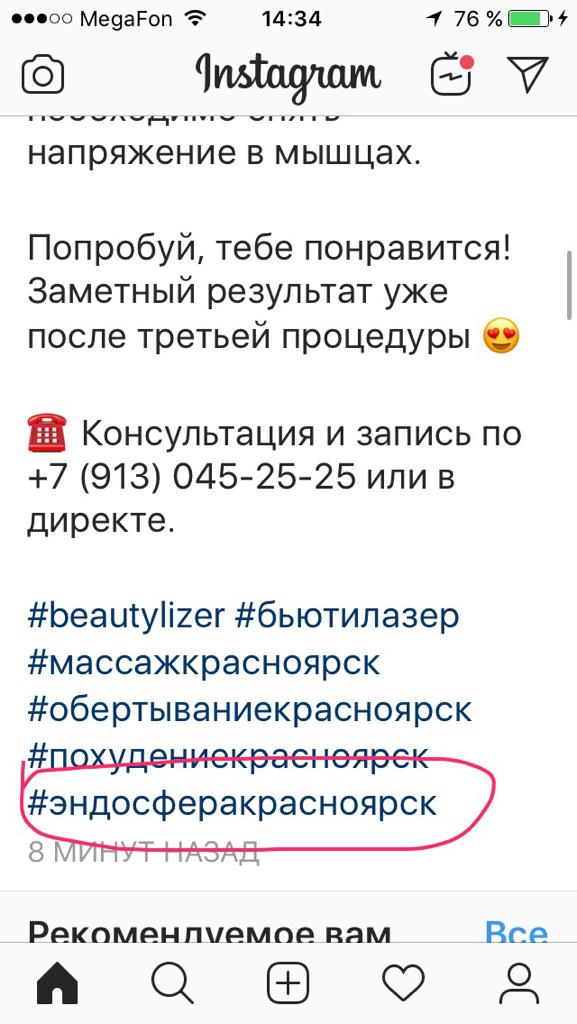 MegaFon 14:34 76 %
Instagram
необходимо снять
напряжение в мышцах.
Попробуй, тебе понравится!
Заметный результат уже
после третьей процедуры 😍
☎️ Консультация и запись по
+7 (913) 045-25-25 или в
директе.
#beautylizer #бьютилазер
#массажкрасноярск
#обертываниекрасноярск
#похудениекрасноярск
#эндосферакрасноярск
8 МИНУТ НАЗАД
Рекомендуемое вам Все